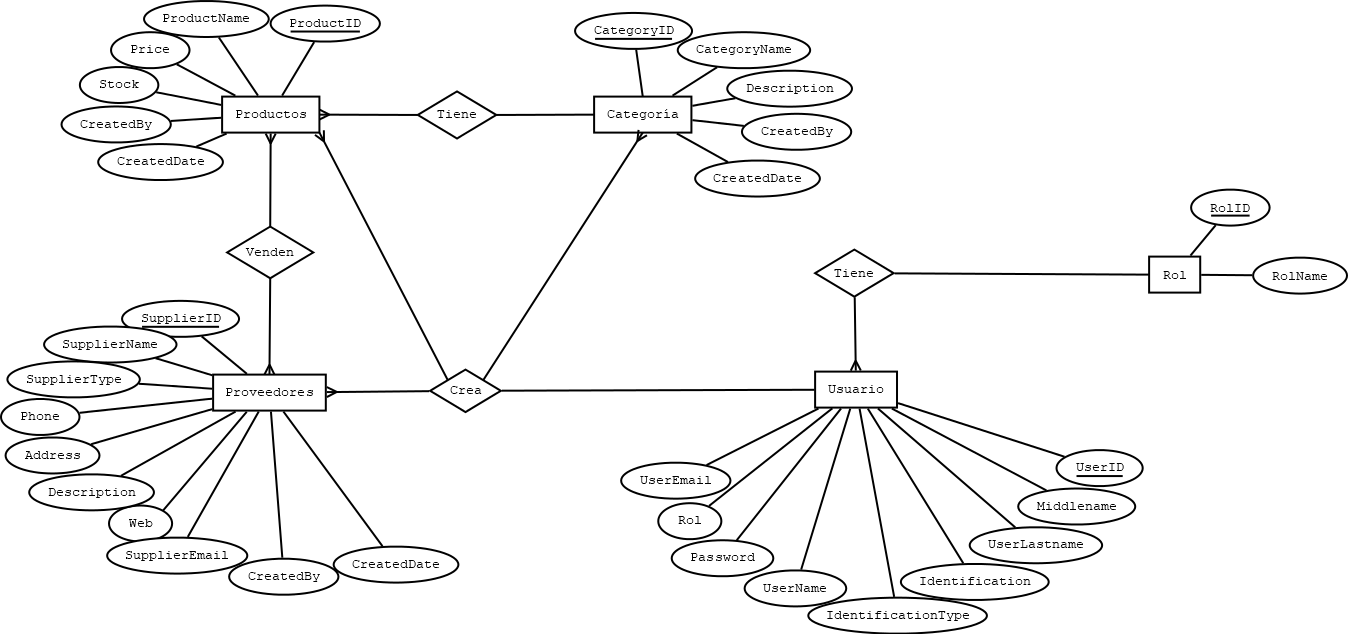 ProductName
ProductID
Price
Stock
CreatedBy
CreatedDate
Productos
Tiene
CategoryID
CategoryName
Description
CreatedBy
CreatedDate
Categoría
Venden
RolID
Rol
RolName
Tiene
SupplierID
SupplierName
SupplierType
Phone
Address
Description
Web
SupplierEmail
CreatedBy
CreatedDate
Proveedores
Crea
Usuario
UserEmail
Rol
Password
UserName
IdentificationType
Identification
UserLastname
Middlename
UserID